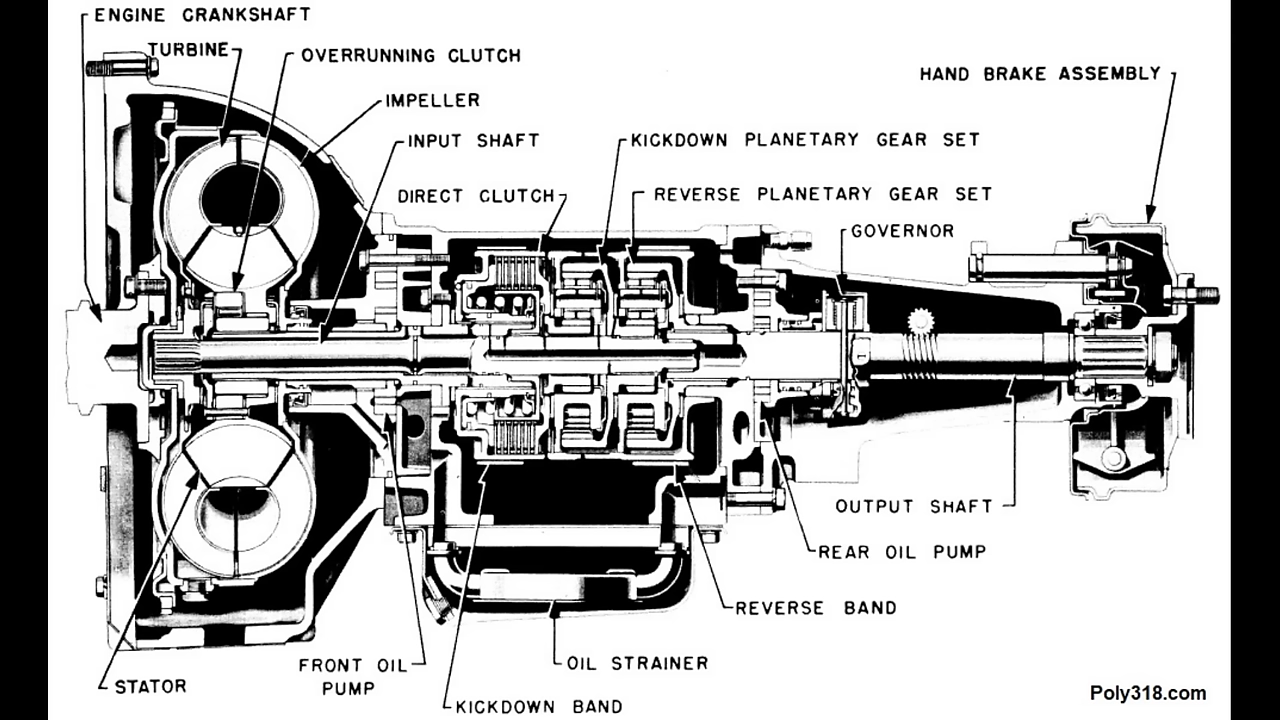 ENGINE CRANKSHAFT
TURBINE
OVERRUNNING CLUTCH
HAND BRAKE ASSEMBLY
IMPELLER
INPUT SHAFT
KICKDOWN PLANETARY GEAR SET
DIRECT CLUTCH
REVERSE PLANETARY GEAR SET
GOVERNOR
OUTPUT SHAFT
REAR OIL PUMP
REVERSE BAND
FRONT OIL
PUMP
OIL STRAINER
STATOR
KICKDOWN BAND
Poly318.com